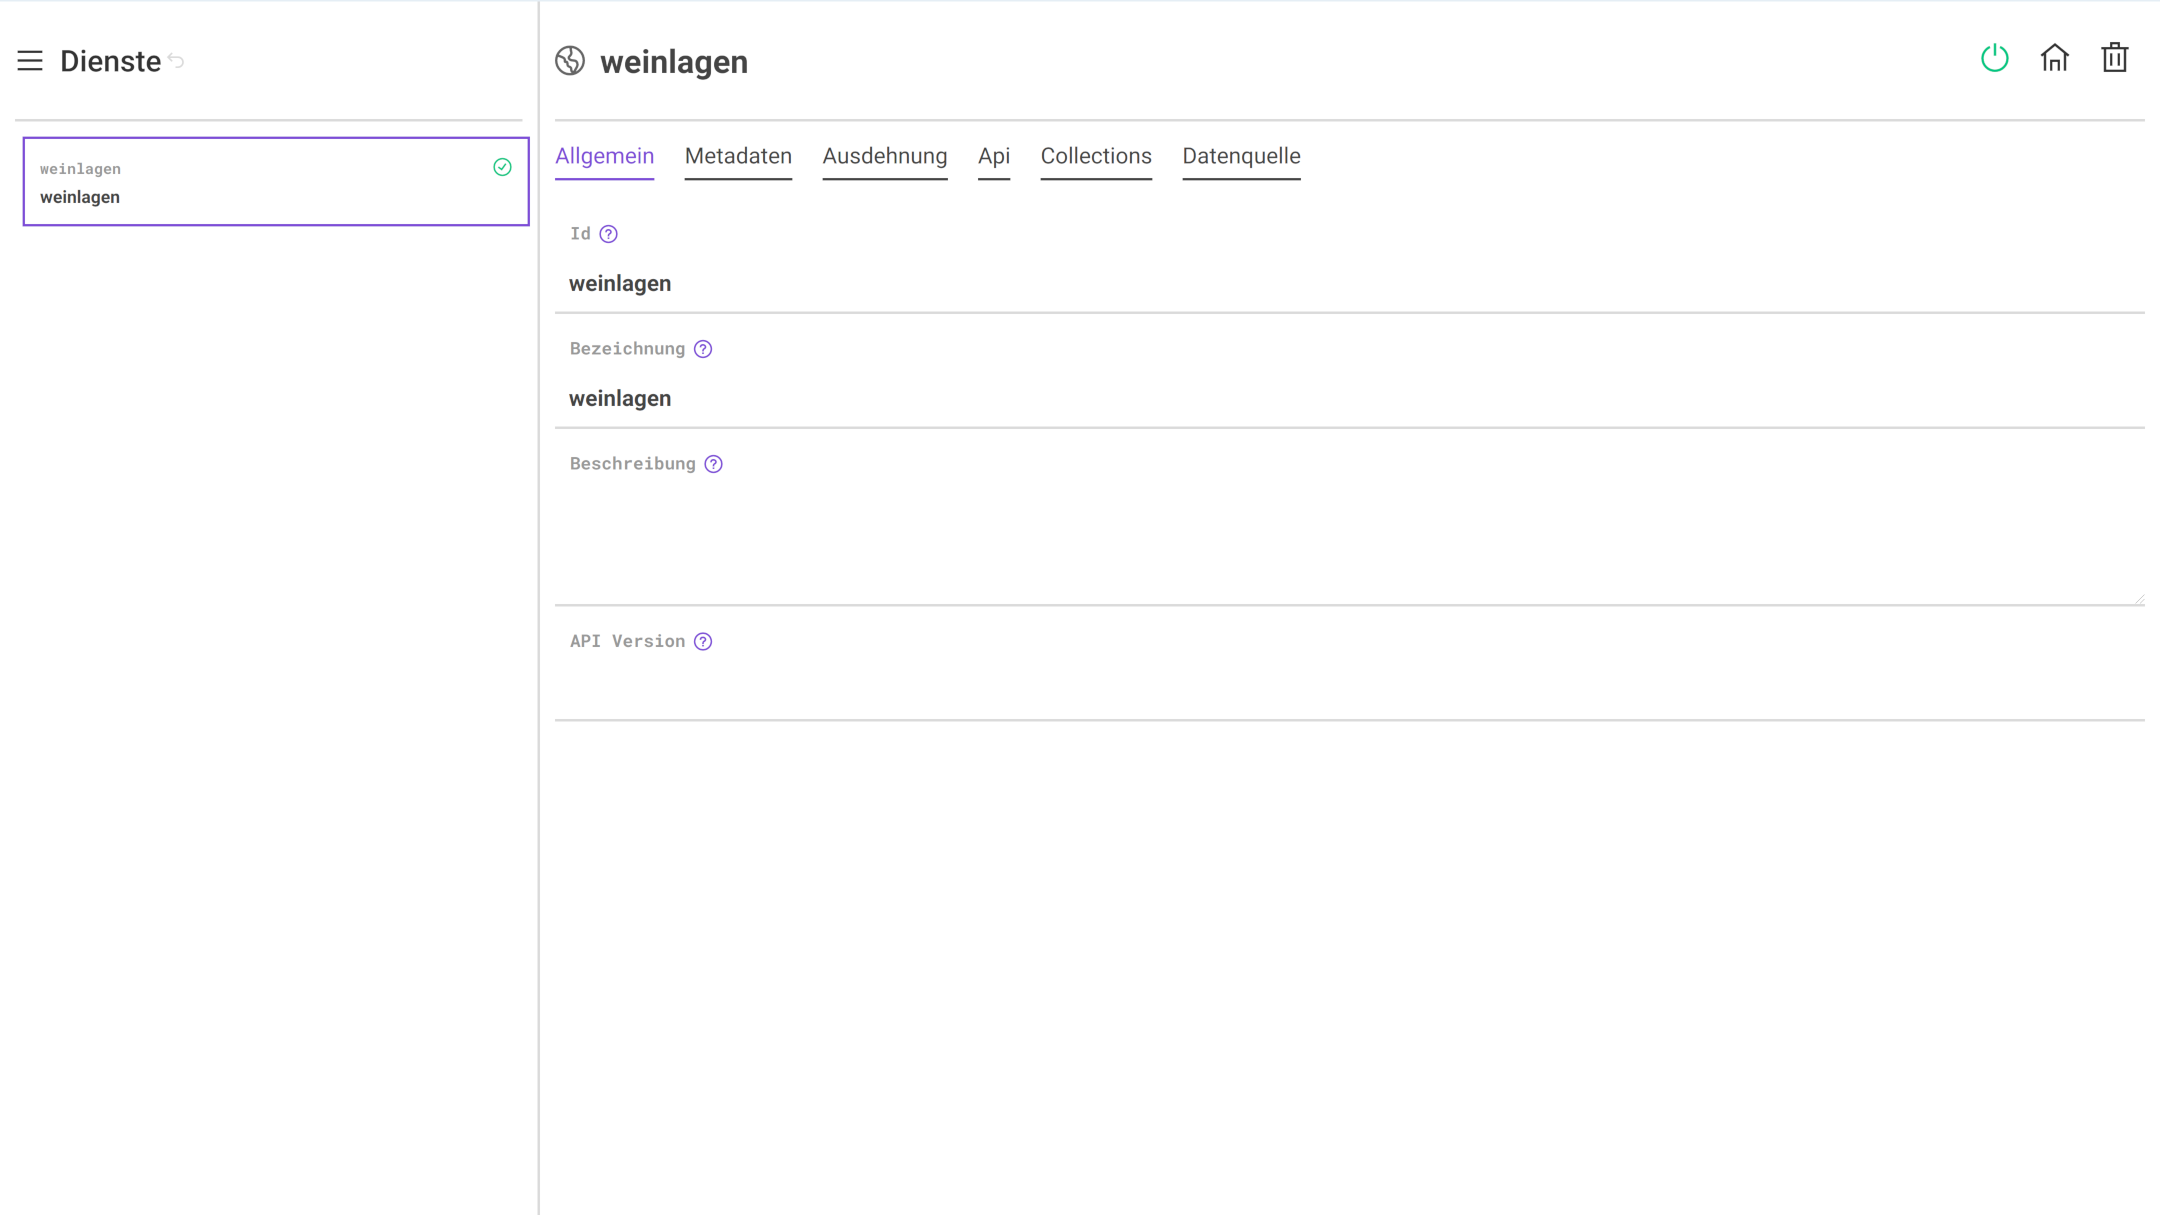 Dienste
weinlagen
weinlagen
weinlagen
Allgemein Metadaten Ausdehnung Api Collections Datenquelle
Id ?
weinlagen
Bezeichnung ?
weinlagen
Beschreibung ?
API Version ?